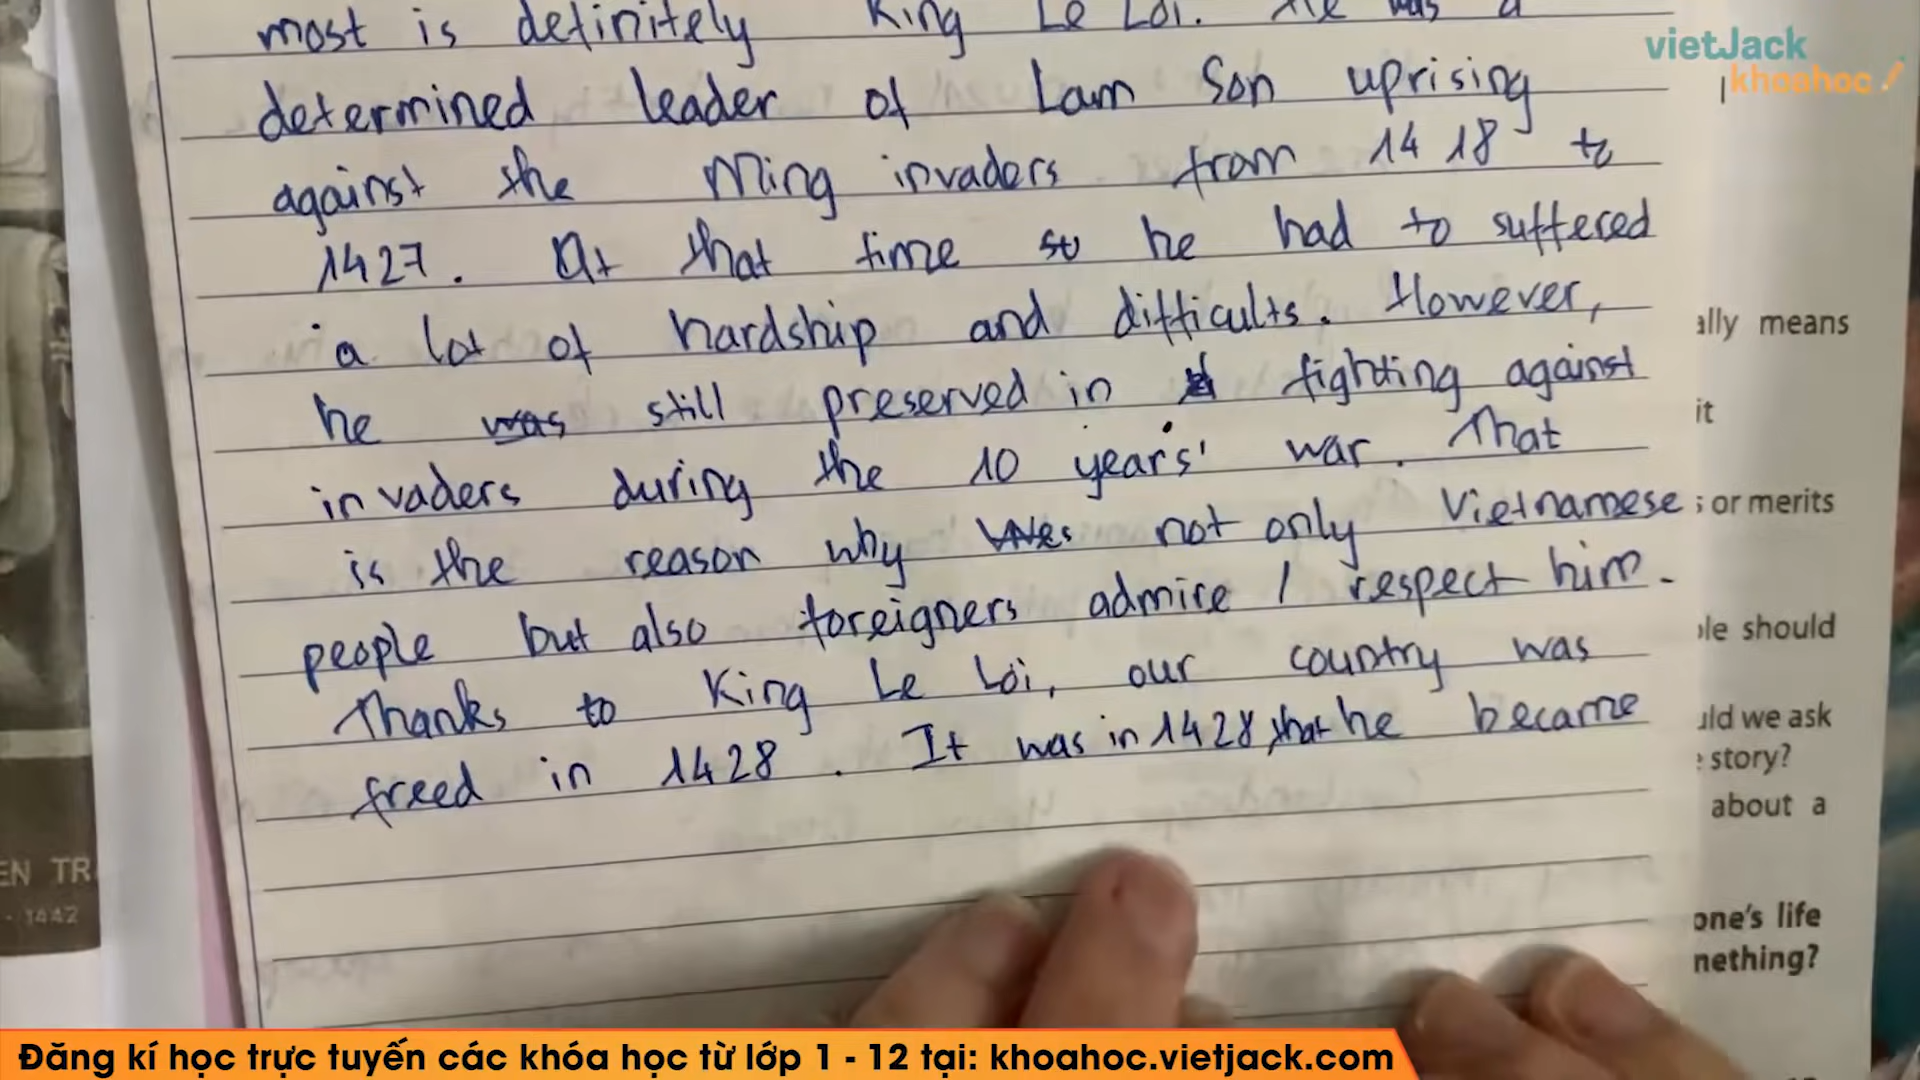 most is definitely King Le Loi. He was a
determined leader of Lam Son uprising
against the Ming invaders from 1418 to
1427. At that time so he had to suffered
a lot of hardship and difficults. However,
he was still preserved in fighting against
invaders during the 10 years' war. That
is the reason why not only Vietnamese
people but also foreigners admire / respect him.
Thanks to King Le Loi, our country was
freed in 1428. It was in 1428 that he became
vietJack
khoahoc
ally means
it
s or merits
ple should
uld we ask
e story?
about a
one's life
mething?
EN TR
- 1442
Đăng kí học trực tuyến các khóa học từ lớp 1 - 12 tại: khoahoc.vietjack.com